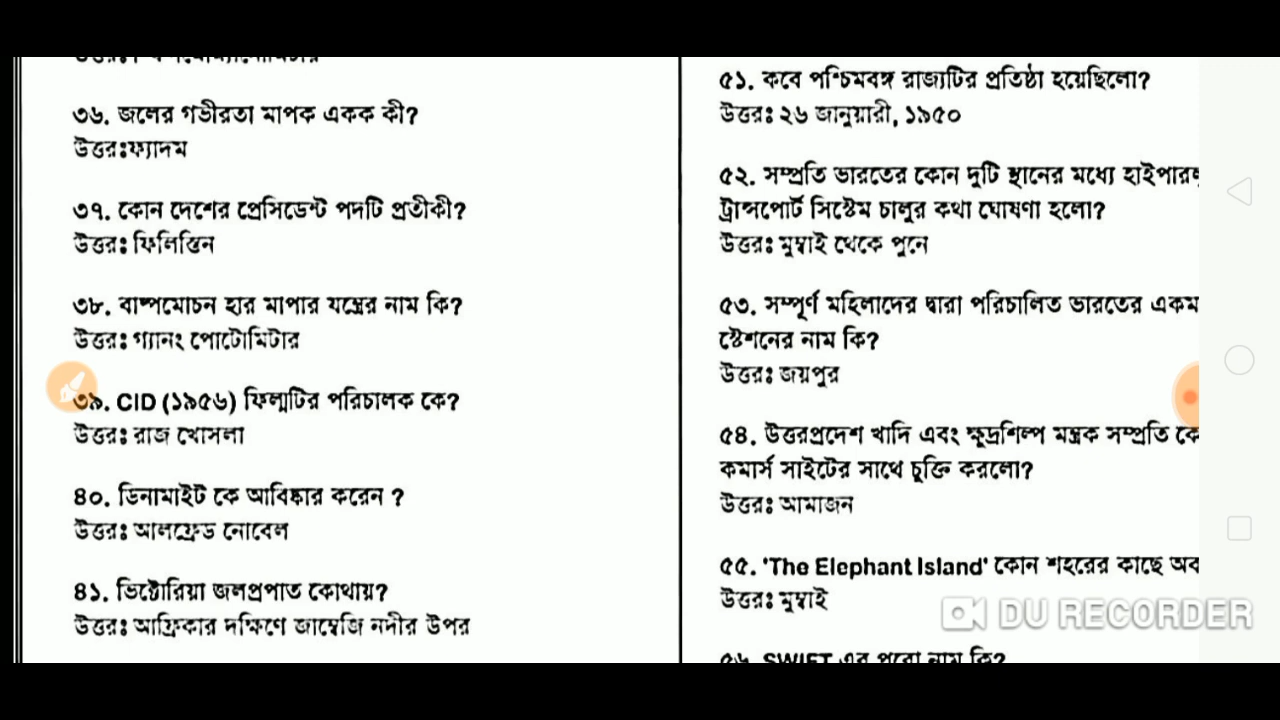 ৩৬. জলের গভীরতা মাপক একক কী?
উত্তরঃফ্যাদম
৩৭. কোন দেশের প্রেসিডেন্ট পদটি প্রতীকী?
উত্তরঃ ফিলিস্তিন
৩৮. বাষ্পমোচন হার মাপার যন্ত্রের নাম কি?
উত্তরঃ গ্যানং পোটোমিটার
৩৯. CID (১৯৫৬) ফিল্মটির পরিচালক কে?
উত্তরঃ রাজ খোসলা
৪০. ডিনামাইট কে আবিষ্কার করেন ?
উত্তরঃ আলফ্রেড নোবেল
৪১. ভিক্টোরিয়া জলপ্রপাত কোথায়?
উত্তরঃ আফ্রিকার দক্ষিণে জাম্বেজি নদীর উপর
৫১. কবে পশ্চিমবঙ্গ রাজ্যটির প্রতিষ্ঠা হয়েছিলো?
উত্তরঃ ২৬ জানুয়ারী, ১৯৫০
৫২. সম্প্রতি ভারতের কোন দুটি স্থানের মধ্যে
ট্রান্সপোর্ট সিস্টেম চালুর কথা ঘোষণা হলো?
উত্তরঃ মুম্বাই থেকে পুনে
৫৩. সম্পূর্ণ মহিলাদের দ্বারা পরিচালিত ভারতের একম
স্টেশনের নাম কি?
উত্তরঃ জয়পুর
৫৪. উত্তরপ্রদেশ খাদি এবং ক্ষুদ্রশিল্প মন্ত্রক সম্প্রতি কে
কমার্স সাইটের সাথে চুক্তি করলো?
উত্তরঃ আমাজন
৫৫. 'The Elephant Island' কোন শহরের কাছে অব
উত্তরঃ মুম্বাই
৫৬. SWIFT এর পুরো নাম কি?
DU RECORDER